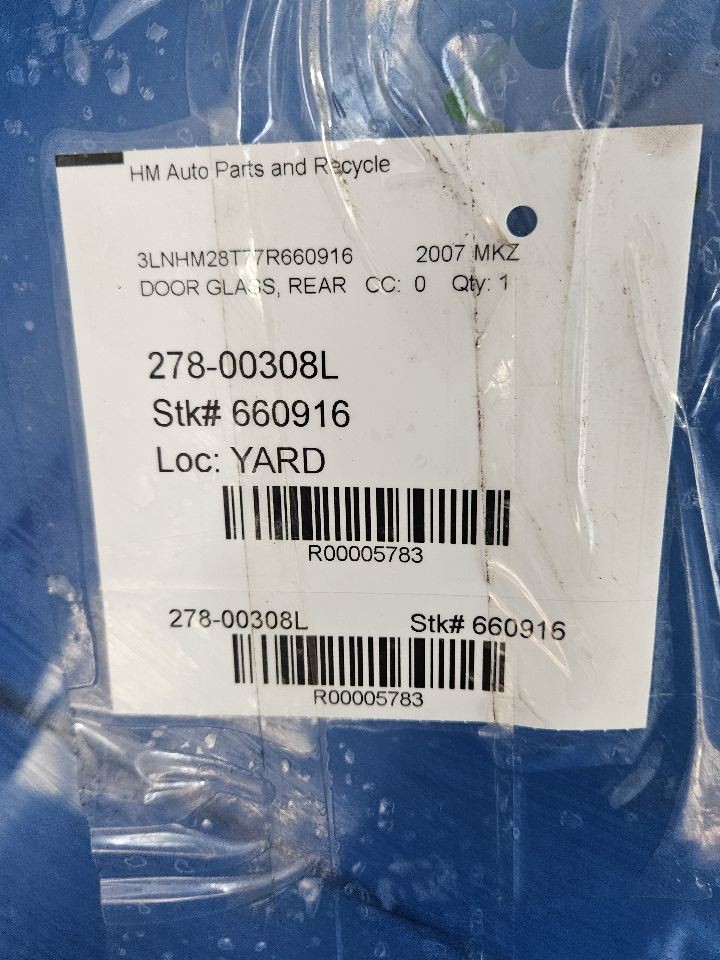 HM Auto Parts and Recycle
3LNHM28T77R660916 2007 MKZ
DOOR GLASS, REAR CC: 0 Qty: 1
278-00308L
Stk# 660916
Loc: YARD
R00005783
278-00308L Stk# 660916
R00005783